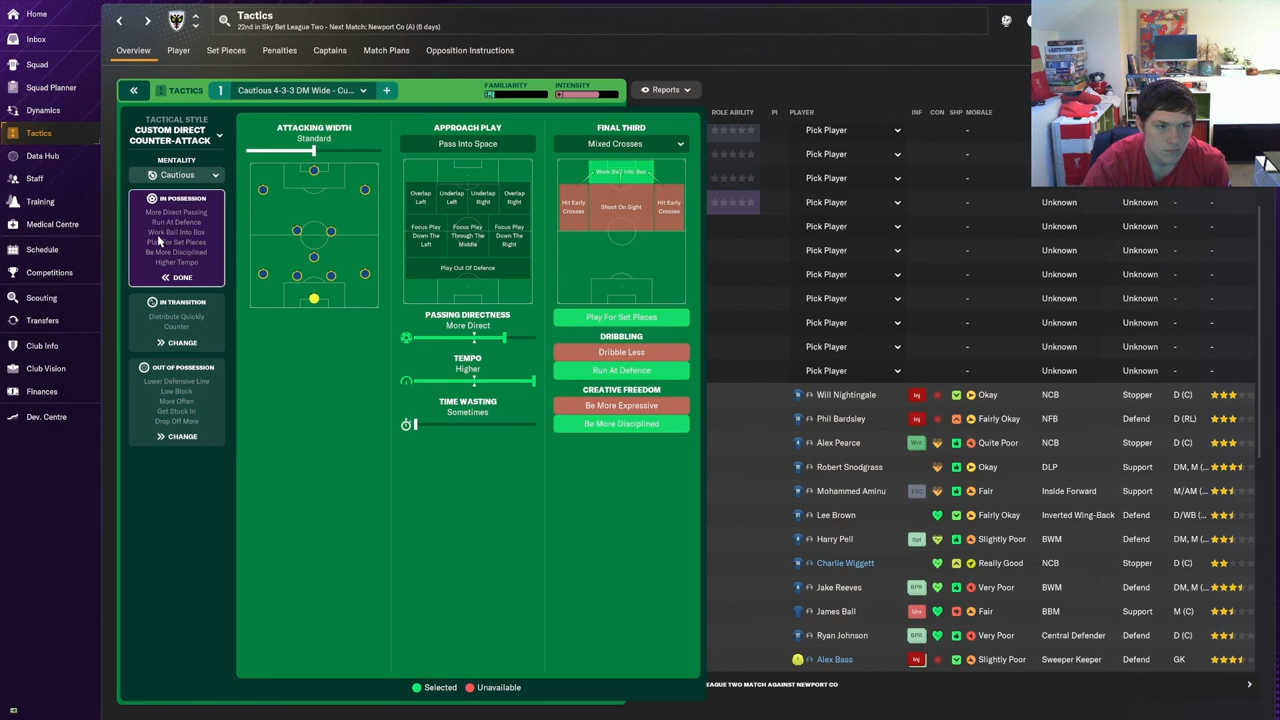 Tactics
22nd in Sky Bet League Two - Next Match: Newport Co (A) (6 days)
Home
Inbox
Squad
Squad Planner
Dynamics
Tactics
Data Hub
Staff
Training
Medical Centre
Schedule
Competitions
Scouting
Transfers
Club Info
Club Vision
Finances
Dev. Centre
Overview
Player
Set Pieces
Penalties
Captains
Match Plans
Opposition Instructions
TACTICS
1
Cautious 4-3-3 DM Wide - Cu...
FAMILIARITY
INTENSITY
Reports
TACTICAL STYLE
CUSTOM DIRECT
COUNTER-ATTACK
MENTALITY
Cautious
IN POSSESSION
More Direct Passing
Run At Defence
Work Ball Into Box
Play For Set Pieces
Be More Disciplined
Higher Tempo
DONE
IN TRANSITION
Distribute Quickly
Counter
CHANGE
OUT OF POSSESSION
Lower Defensive Line
Low Block
More Often
Get Stuck In
Drop Off More
CHANGE
ATTACKING WIDTH
Standard
APPROACH PLAY
Pass Into Space
Overlap Left
Underlap Left
Underlap Right
Overlap Right
Focus Play Down The Left
Focus Play Through The Middle
Focus Play Down The Right
Play Out Of Defence
PASSING DIRECTNESS
More Direct
TEMPO
Higher
TIME WASTING
Sometimes
FINAL THIRD
Mixed Crosses
Work Ball Into Box
Hit Early Crosses
Shoot On Sight
Hit Early Crosses
Play For Set Pieces
DRIBBLING
Dribble Less
Run At Defence
CREATIVE FREEDOM
Be More Expressive
Be More Disciplined
Selected
Unavailable
ROLE ABILITY PI PLAYER INF CON SHP MORALE
Pick Player
Pick Player
Pick Player
Pick Player - Unknown Unknown - -
Pick Player - Unknown Unknown - -
Pick Player - Unknown Unknown - -
Pick Player - Unknown Unknown - -
Pick Player - Unknown Unknown - -
Pick Player - Unknown Unknown - -
Pick Player - Unknown Unknown - -
Pick Player - Unknown Unknown - -
Will Nightingale Inj Okay NCB Stopper D (C)
Phil Bardsley Inj Fairly Okay NFB Defend D (RL)
Alex Pearce Wnt Quite Poor NCB Stopper D (C)
Robert Snodgrass Okay DLP Support DM, M (...
Mohammed Aminu Fair Inside Forward Support M/AM (...
Lee Brown Fairly Okay Inverted Wing-Back Defend D/WB (...
Harry Pell Spt Slightly Poor BWM Defend DM, M (...
Charlie Wiggett Really Good NCB Stopper D (C)
Jake Reeves BPR Very Poor BWM Defend DM, M (...
James Ball Unr Fair BBM Support M (C)
Ryan Johnson BPR Very Poor Central Defender Defend D (C)
Alex Bass Inj Slightly Poor Sweeper Keeper Defend GK
LEAGUE TWO MATCH AGAINST NEWPORT CO